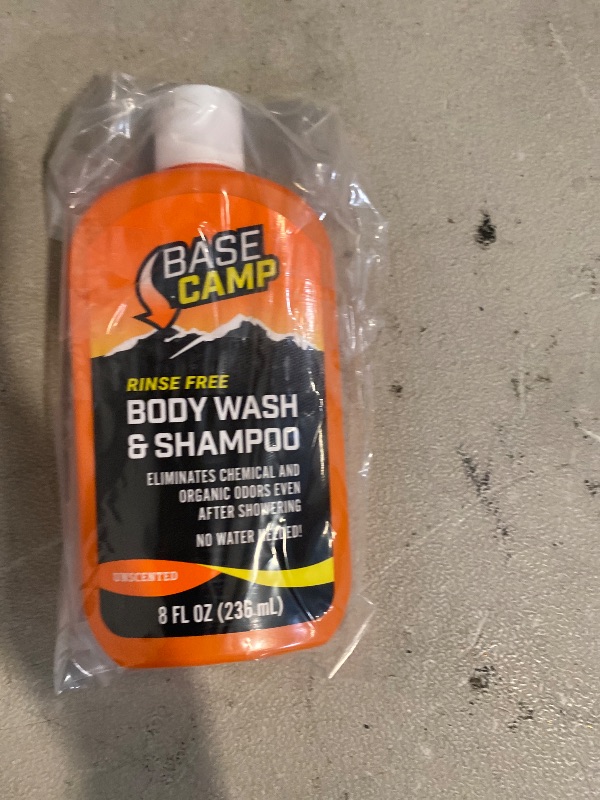 BASE
CAMP
RINSE FREE
BODY WASH
& SHAMPOO
ELIMINATES CHEMICAL AND
ORGANIC ODORS EVEN
AFTER SHOWERING
NO WATER NEEDED!
UNSCENTED
8 FL OZ (236 mL)